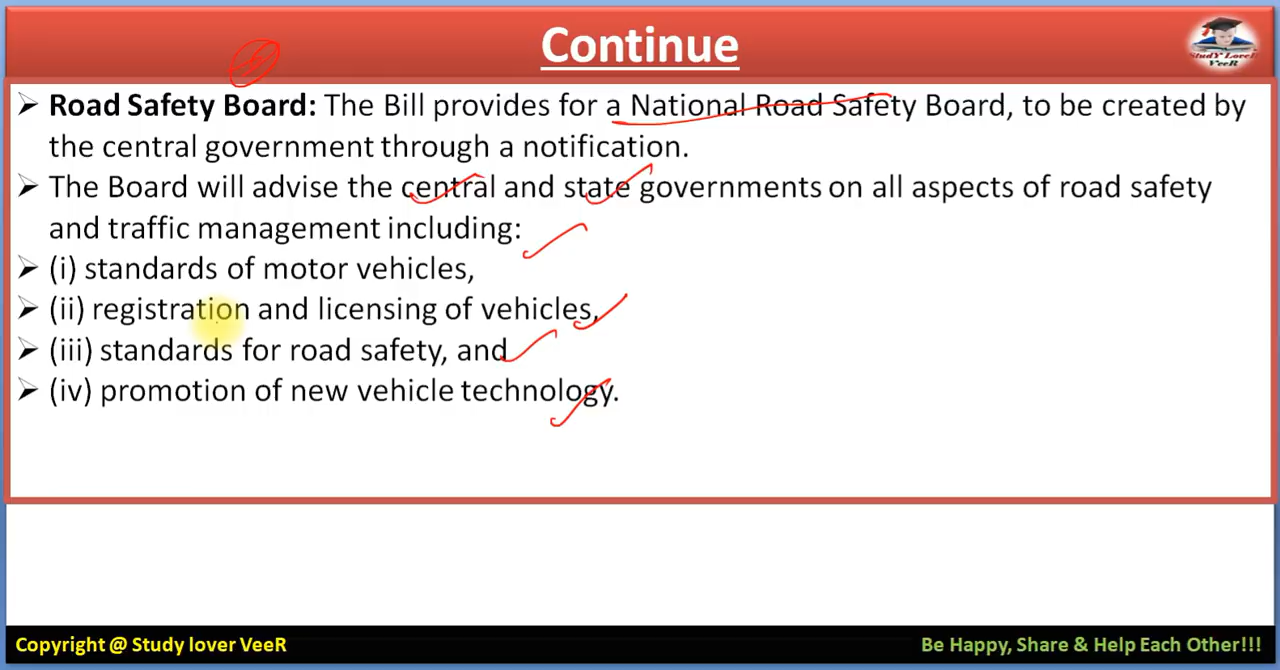 Continue
StudY LoveR
VeeR
➤ Road Safety Board: The Bill provides for a National Road Safety Board, to be created by
the central government through a notification.
➤ The Board will advise the central and state governments on all aspects of road safety
and traffic management including:
➤ (i) standards of motor vehicles,
➤ (ii) registration and licensing of vehicles,
➤ (iii) standards for road safety, and
➤ (iv) promotion of new vehicle technology.
Copyright @ Study lover VeeR
Be Happy, Share & Help Each Other!!!